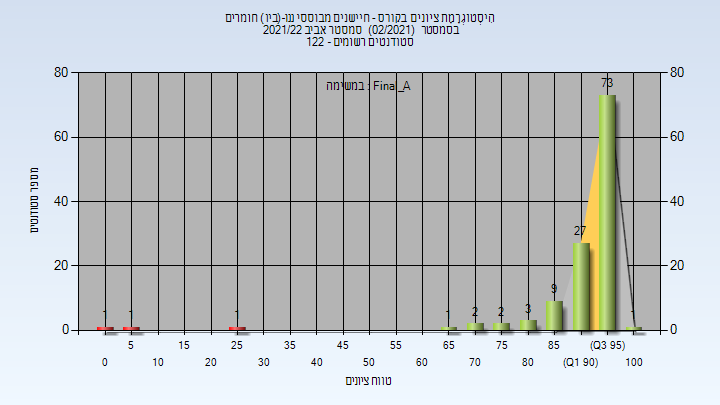 היסטוגרמת ציונים בקורס - חיישנים מבוססי ננו-(ביו) חומרים
בסמסטר (02/2021) סמסטר אביב 2021/22
סטודנטים רשומים - 122
במשימה : Final_A
מספר סטודנטים
80 80
60 60
40 40
20 20
0 0
1 1 1 1 2 2 3 9 27 73 1
5 15 25 35 45 55 65 75 85 (Q3 95)
0 10 20 30 40 50 60 70 80 (Q1 90) 100
טווח ציונים